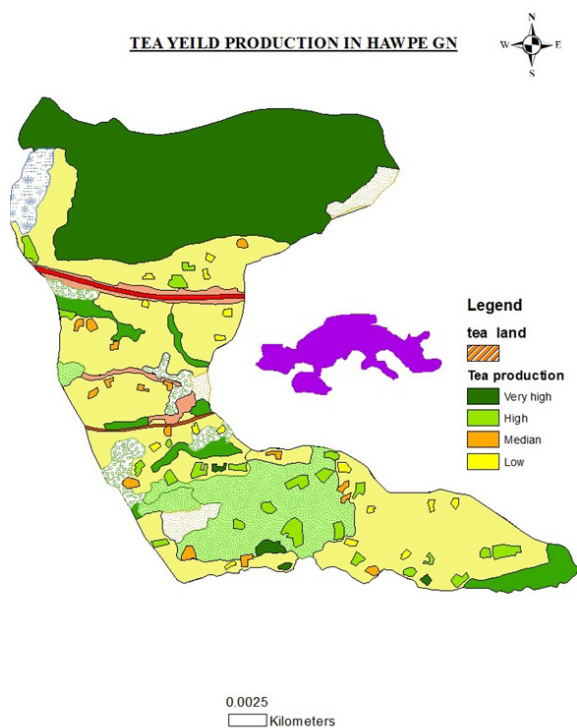 TEA YEILD PRODUCTION IN HAWPE GN
N
W E
S
Legend
tea land
Tea production
Very high
High
Median
Low
0.0025
Kilometers